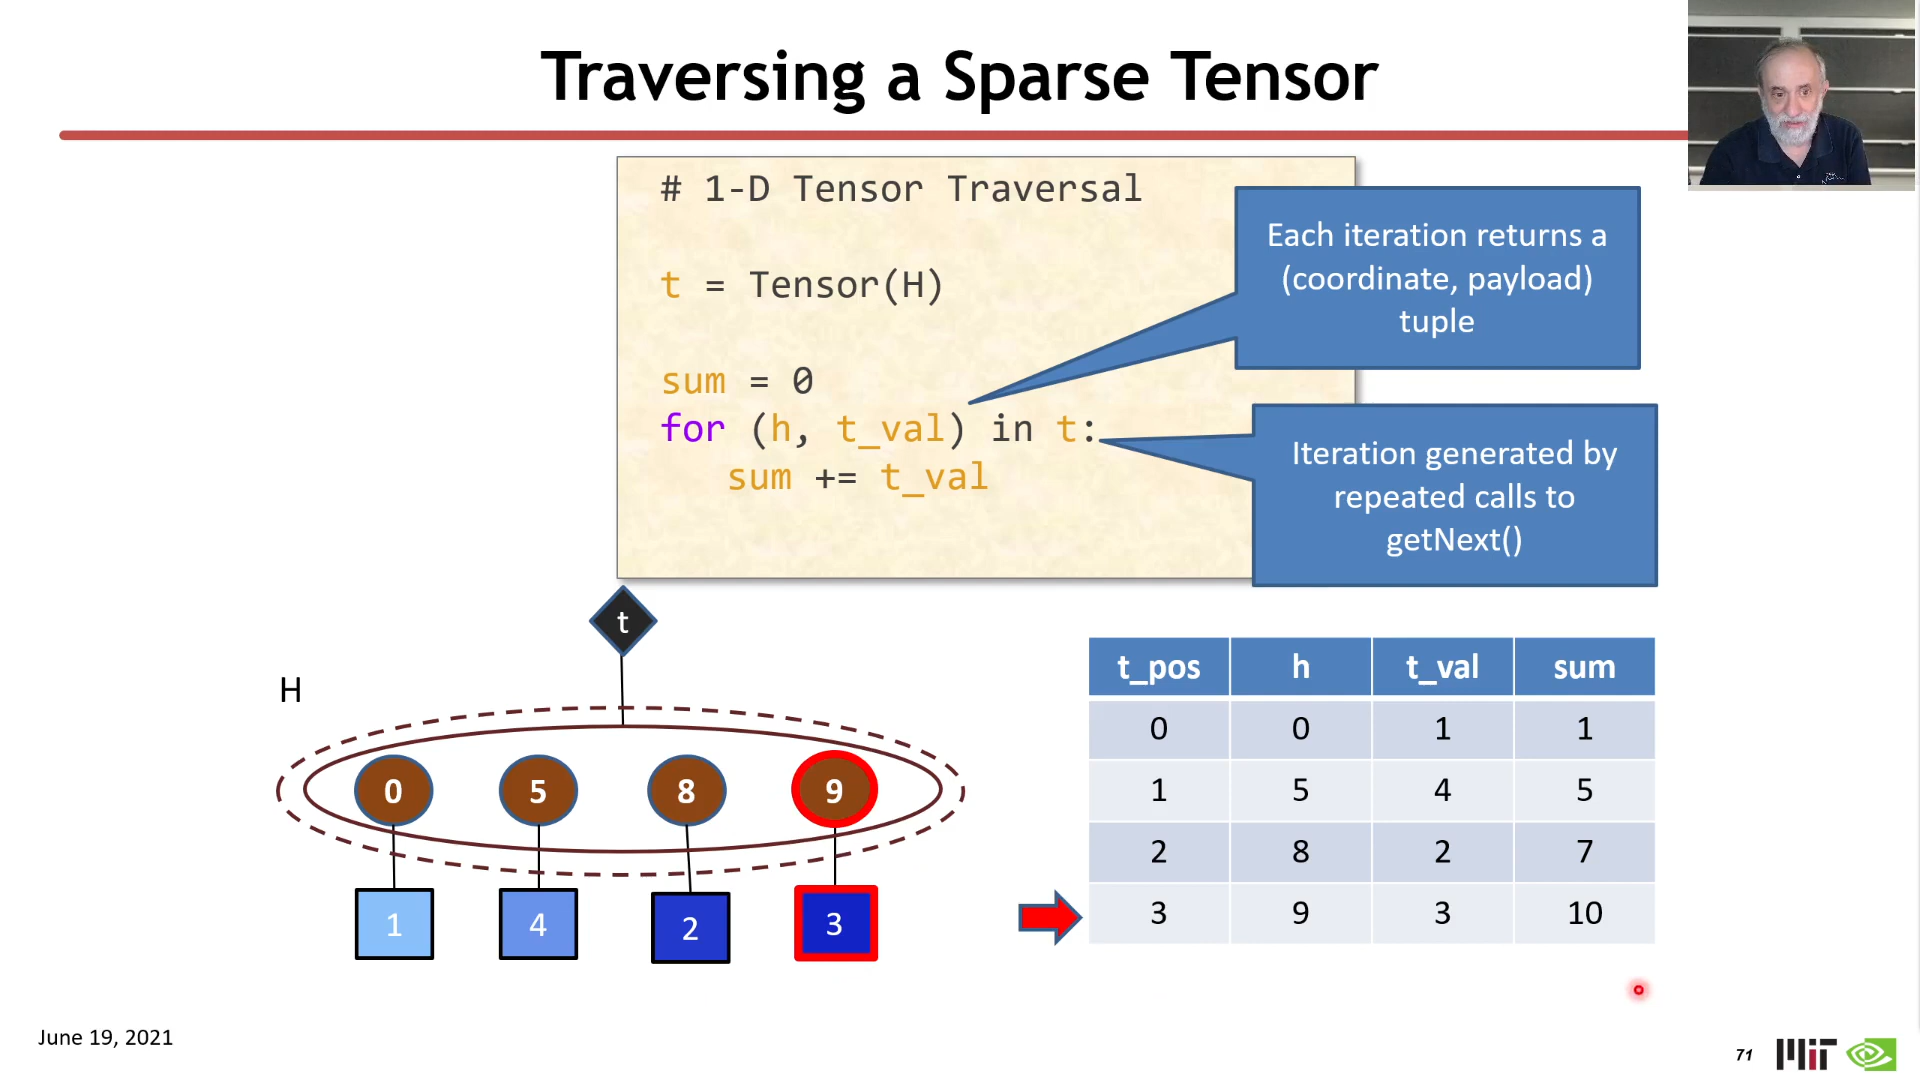 Traversing a Sparse Tensor
# 1-D Tensor Traversal
t = Tensor(H)
sum = 0
for (h, t_val) in t:
sum += t_val
Each iteration returns a
(coordinate, payload)
tuple
Iteration generated by
repeated calls to
getNext()
t
H
0 5 8 9
1 4 2 3
t_pos h t_val sum
0 0 1 1
1 5 4 5
2 8 2 7
3 9 3 10
June 19, 2021
71
MIT